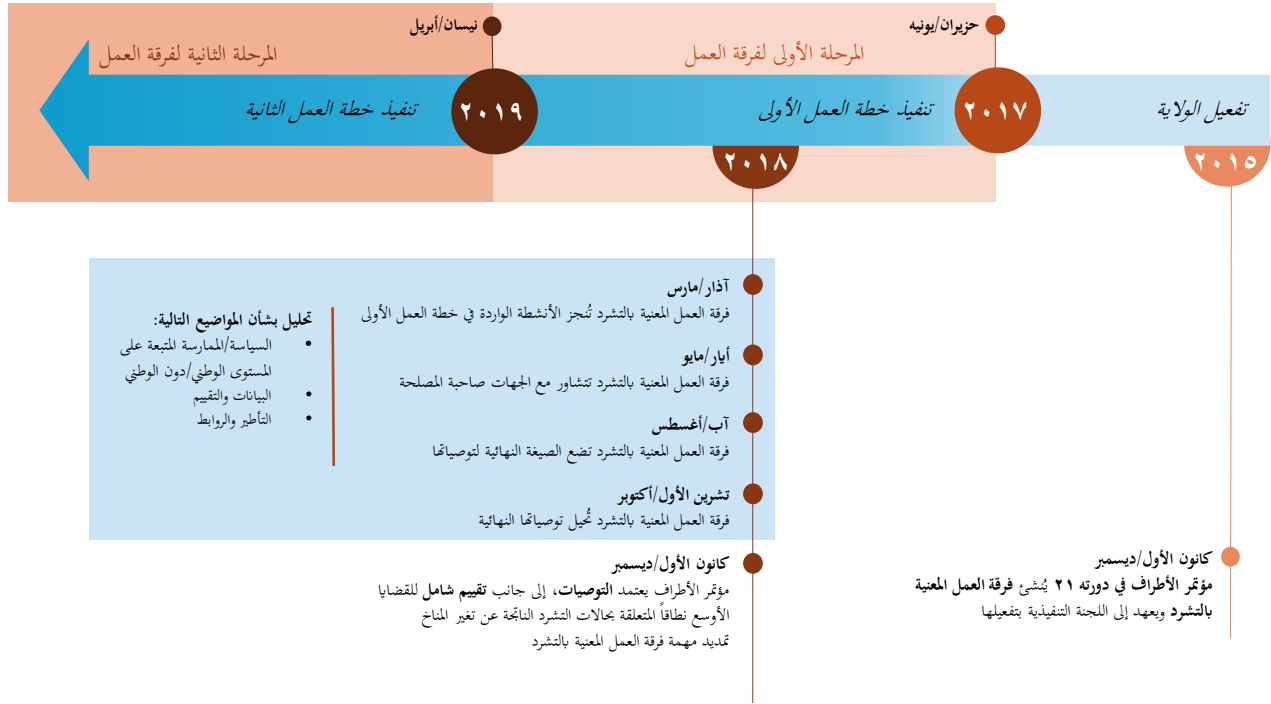 حزيران/يونيه
نيسان/أبريل
المرحلة الأولى لفرقة العمل
المرحلة الثانية لفرقة العمل
تفعيل الولاية
٢٠١٧
تنفيذ خطة العمل الأولى
٢٠١٩
تنفيذ خطة العمل الثانية
٢٠١٥
٢٠١٨
آذار/مارس
فرقة العمل المعنية بالتشرد تُنجز الأنشطة الواردة في خطة العمل الأولى
أيار/مايو
فرقة العمل المعنية بالتشرد تتشاور مع الجهات صاحبة المصلحة
آب/أغسطس
فرقة العمل المعنية بالتشرد تضع الصيغة النهائية لتوصياتها
تشرين الأول/أكتوبر
فرقة العمل المعنية بالتشرد تُحيل توصياتها النهائية
تحليل بشأن المواضيع التالية:
• السياسة/الممارسة المتبعة على
المستوى الوطني/دون الوطني
• البيانات والتقييم
• التأطير والروابط
كانون الأول/ديسمبر
مؤتمر الأطراف في دورته ٢١ يُنشئ فرقة العمل المعنية
بالتشرد ويعهد إلى اللجنة التنفيذية بتفعيلها
كانون الأول/ديسمبر
مؤتمر الأطراف يعتمد التوصيات، إلى جانب تقييم شامل للقضايا
الأوسع نطاقاً المتعلقة بحالات التشرد الناتجة عن تغير المناخ
تمديد مهمة فرقة العمل المعنية بالتشرد